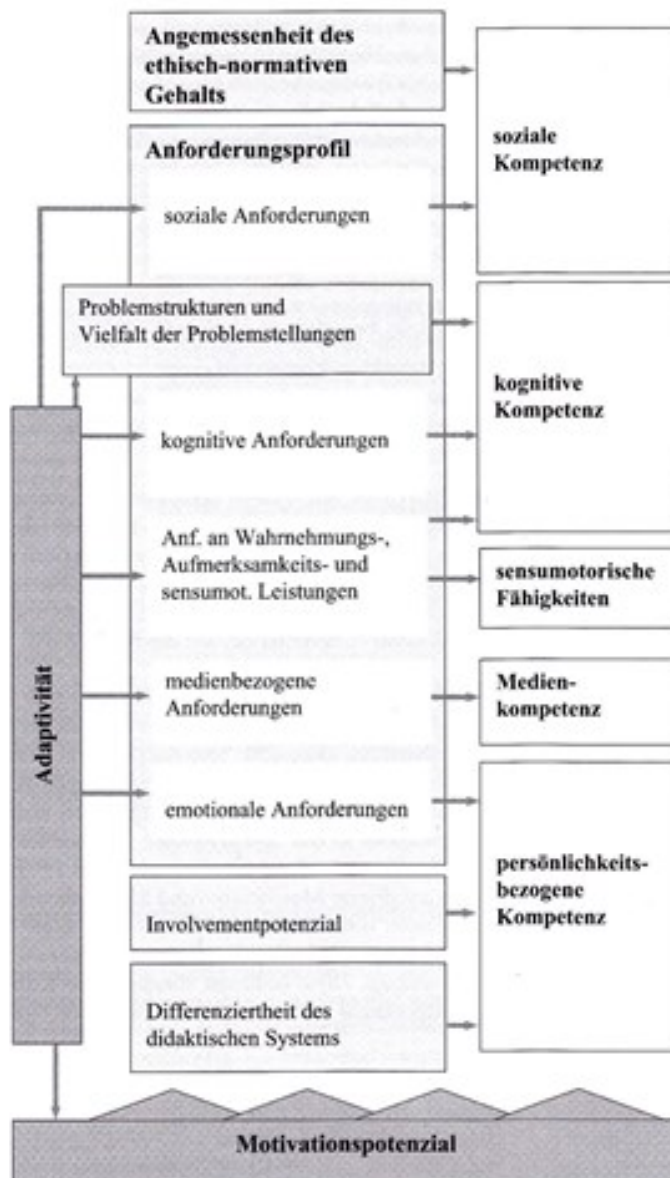 Angemessenheit des
ethisch-normativen
Gehalts
Anforderungsprofil
soziale Anforderungen
Problemstrukturen und
Vielfalt der Problemstellungen
kognitive Anforderungen
Anf. an Wahrnehmungs-,
Aufmerksamkeits- und
sensumot. Leistungen
medienbezogene
Anforderungen
emotionale Anforderungen
Involvementpotenzial
Differenziertheit des
didaktischen Systems
soziale
Kompetenz
kognitive
Kompetenz
sensumotorische
Fähigkeiten
Medien-
kompetenz
persönlichkeits-
bezogene
Kompetenz
Adaptivität
Motivationspotenzial